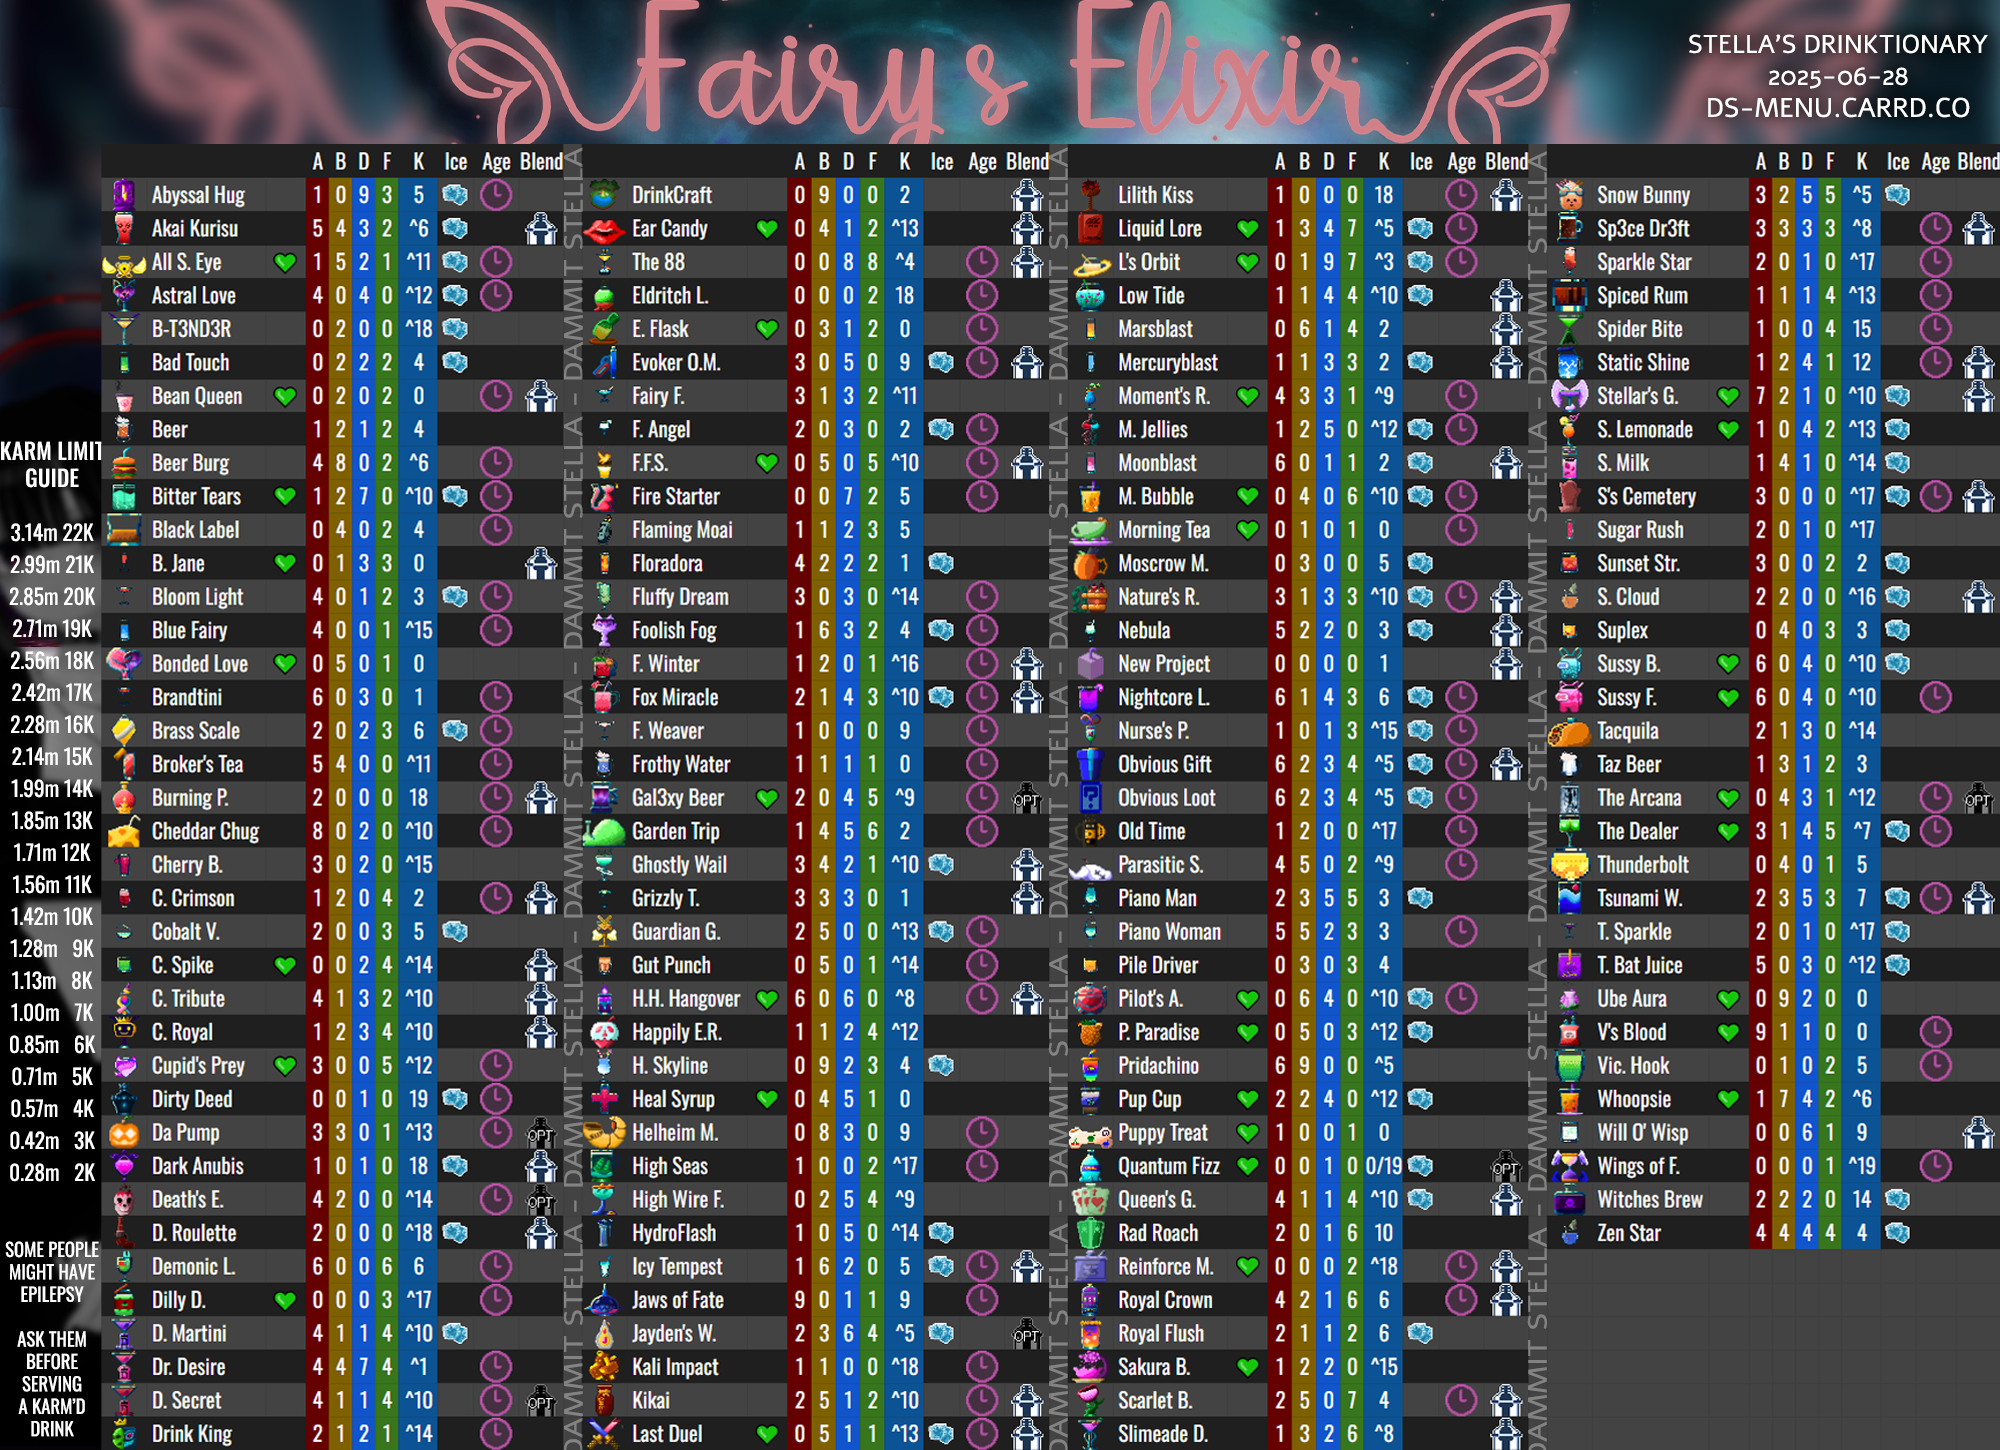 Fairy's Elixir
STELLA'S DRINKTIONARY
2025-06-28
DS-MENU.CARRD.CO
KARM LIMIT
GUIDE
3.14m 22K
2.99m 21K
2.85m 20K
2.71m 19K
2.56m 18K
2.42m 17K
2.28m 16K
2.14m 15K
1.99m 14K
1.85m 13K
1.71m 12K
1.56m 11K
1.42m 10K
1.28m 9K
1.13m 8K
1.00m 7K
0.85m 6K
0.71m 5K
0.57m 4K
0.42m 3K
0.28m 2K
SOME PEOPLE
MIGHT HAVE
EPILEPSY
ASK THEM
BEFORE
SERVING
A KARM'D
DRINK
A B D F K Ice Age Blend
Abyssal Hug 1 0 9 3 5
Akai Kurisu 5 4 3 2 ^6
All S. Eye 1 5 2 1 ^11
Astral Love 4 0 4 0 ^12
B-T3ND3R 0 2 0 0 ^18
Bad Touch 0 2 2 2 4
Bean Queen 0 2 0 2 0
Beer 1 2 1 2 4
Beer Burg 4 8 0 2 ^6
Bitter Tears 1 2 7 0 ^10
Black Label 0 4 0 2 4
B. Jane 0 1 3 3 0
Bloom Light 4 0 1 2 3
Blue Fairy 4 0 0 1 ^15
Bonded Love 0 5 0 1 0
Brandtini 6 0 3 0 1
Brass Scale 2 0 2 3 6
Broker's Tea 5 4 0 0 ^11
Burning P. 2 0 0 0 18
Cheddar Chug 8 0 2 0 ^10
Cherry B. 3 0 2 0 ^15
C. Crimson 1 2 0 4 2
Cobalt V. 2 0 0 3 5
C. Spike 0 0 2 4 ^14
C. Tribute 4 1 3 2 ^10
C. Royal 1 2 3 4 ^10
Cupid's Prey 3 0 0 5 ^12
Dirty Deed 0 0 1 0 19
Da Pump 3 3 0 1 ^13 OPT
Dark Anubis 1 0 1 0 18
Death's E. 4 2 0 0 ^14 OPT
D. Roulette 2 0 0 0 ^18
Demonic L. 6 0 0 6 6
Dilly D. 0 0 0 3 ^17
D. Martini 4 1 1 4 ^10
Dr. Desire 4 4 7 4 ^1
D. Secret 4 1 1 4 ^10 OPT
Drink King 2 1 2 1 ^14
DAMMIT STELLA - DAMMIT STELLA - DAMMIT STELLA - DAMMIT STELLA
A B D F K Ice Age Blend
DrinkCraft 0 9 0 0 2
Ear Candy 0 4 1 2 ^13
The 88 0 0 8 8 ^4
Eldritch L. 0 0 0 2 18
E. Flask 0 3 1 2 0
Evoker O.M. 3 0 5 0 9
Fairy F. 3 1 3 2 ^11
F. Angel 2 0 3 0 2
F.F.S. 0 5 0 5 ^10
Fire Starter 0 0 7 2 5
Flaming Moai 1 1 2 3 5
Floradora 4 2 2 2 1
Fluffy Dream 3 0 3 0 ^14
Foolish Fog 1 6 3 2 4
F. Winter 1 2 0 1 ^16
Fox Miracle 2 1 4 3 ^10
F. Weaver 1 0 0 0 9
Frothy Water 1 1 1 1 0
Gal3xy Beer 2 0 4 5 ^9 OPT
Garden Trip 1 4 5 6 2
Ghostly Wail 3 4 2 1 ^10
Grizzly T. 3 3 3 0 1
Guardian G. 2 5 0 0 ^13
Gut Punch 0 5 0 1 ^14
H.H. Hangover 6 0 6 0 ^8
Happily E.R. 1 1 2 4 ^12
H. Skyline 0 9 2 3 4
Heal Syrup 0 4 5 1 0
Helheim M. 0 8 3 0 9
High Seas 1 0 0 2 ^17
High Wire F. 0 2 5 4 ^9
HydroFlash 1 0 5 0 ^14
Icy Tempest 1 6 2 0 5
Jaws of Fate 9 0 1 1 9
Jayden's W. 2 3 6 4 ^5 OPT
Kali Impact 1 1 0 0 ^18
Kikai 2 5 1 2 ^10
Last Duel 0 5 1 1 ^13
DAMMIT STELLA - DAMMIT STELLA - DAMMIT STELLA - DAMMIT STELLA
A B D F K Ice Age Blend
Lilith Kiss 1 0 0 0 18
Liquid Lore 1 3 4 7 ^5
L's Orbit 0 1 9 7 ^3
Low Tide 1 1 4 4 ^10
Marsblast 0 6 1 4 2
Mercuryblast 1 1 3 3 2
Moment's R. 4 3 3 1 ^9
M. Jellies 1 2 5 0 ^12
Moonblast 6 0 1 1 2
M. Bubble 0 4 0 6 ^10
Morning Tea 0 1 0 1 0
Moscrow M. 0 3 0 0 5
Nature's R. 3 1 3 3 ^10
Nebula 5 2 2 0 3
New Project 0 0 0 0 1
Nightcore L. 6 1 4 3 6
Nurse's P. 1 0 1 3 ^15
Obvious Gift 6 2 3 4 ^5
Obvious Loot 6 2 3 4 ^5
Old Time 1 2 0 0 ^17
Parasitic S. 4 5 0 2 ^9
Piano Man 2 3 5 5 3
Piano Woman 5 5 2 3 3
Pile Driver 0 3 0 3 4
Pilot's A. 0 6 4 0 ^10
P. Paradise 0 5 0 3 ^12
Pridachino 6 9 0 0 ^5
Pup Cup 2 2 4 0 ^12
Puppy Treat 1 0 0 1 0
Quantum Fizz 0 0 1 0 0/19 OPT
Queen's G. 4 1 1 4 ^10
Rad Roach 2 0 1 6 10
Reinforce M. 0 0 0 2 ^18
Royal Crown 4 2 1 6 6
Royal Flush 2 1 1 2 6
Sakura B. 1 2 2 0 ^15
Scarlet B. 2 5 0 7 4
Slimeade D. 1 3 2 6 ^8
DAMMIT STELLA - DAMMIT STELLA - DAMMIT STELLA - DAMMIT STELLA
A B D F K Ice Age Blend
Snow Bunny 3 2 5 5 ^5
Sp3ce Dr3ft 3 3 3 3 ^8
Sparkle Star 2 0 1 0 ^17
Spiced Rum 1 1 1 4 ^13
Spider Bite 1 0 0 4 15
Static Shine 1 2 4 1 12
Stellar's G. 7 2 1 0 ^10
S. Lemonade 1 0 4 2 ^13
S. Milk 1 4 1 0 ^14
S's Cemetery 3 0 0 0 ^17
Sugar Rush 2 0 1 0 ^17
Sunset Str. 3 0 0 2 2
S. Cloud 2 2 0 0 ^16
Suplex 0 4 0 3 3
Sussy B. 6 0 4 0 ^10
Sussy F. 6 0 4 0 ^10
Tacquila 2 1 3 0 ^14
Taz Beer 1 3 1 2 3
The Arcana 0 4 3 1 ^12 OPT
The Dealer 3 1 4 5 ^7
Thunderbolt 0 4 0 1 5
Tsunami W. 2 3 5 3 7
T. Sparkle 2 0 1 0 ^17
T. Bat Juice 5 0 3 0 ^12
Ube Aura 0 9 2 0 0
V's Blood 9 1 1 0 0
Vic. Hook 0 1 0 2 5
Whoopsie 1 7 4 2 ^6
Will O' Wisp 0 0 6 1 9
Wings of F. 0 0 0 1 ^19
Witches Brew 2 2 2 0 14
Zen Star 4 4 4 4 4